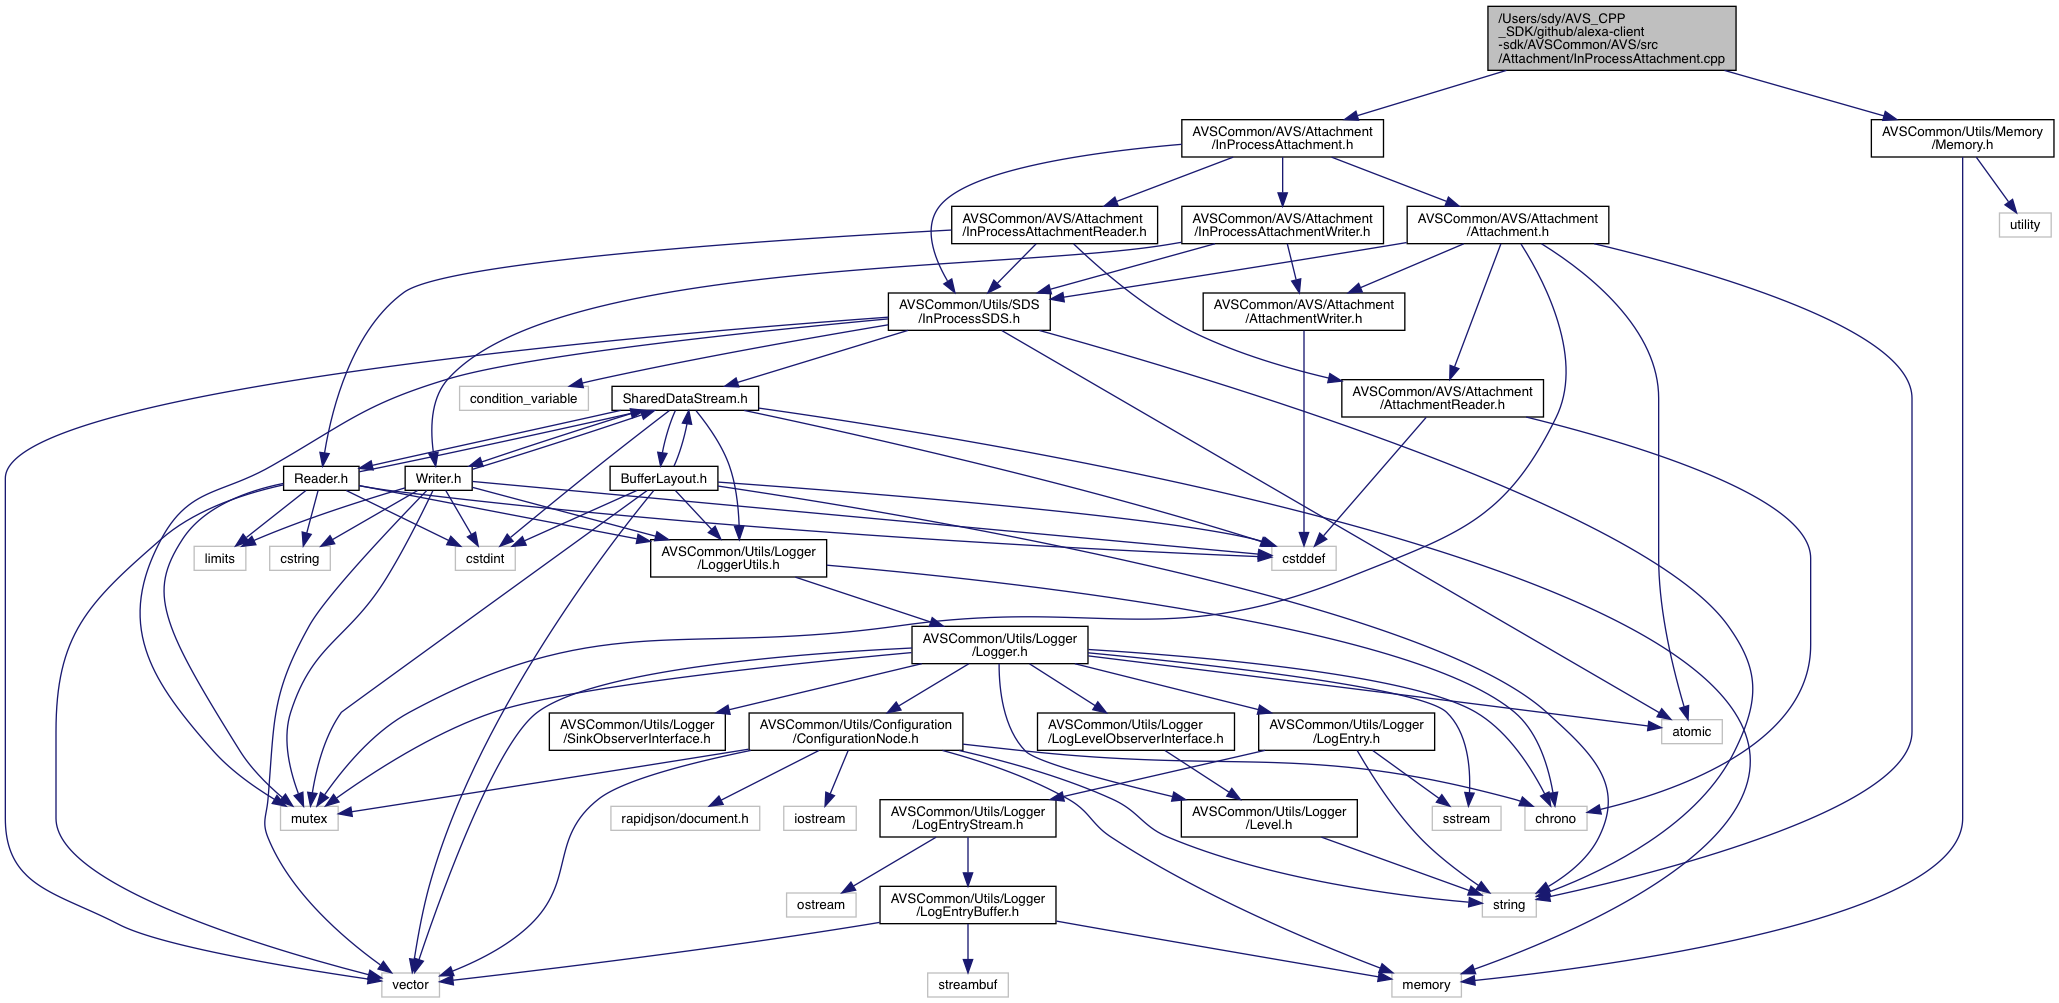 /Users/sdy/AVS_CPP
_SDK/github/alexa-client
-sdk/AVSCommon/AVS/src
/Attachment/InProcessAttachment.cpp
AVSCommon/AVS/Attachment
/InProcessAttachment.h
AVSCommon/Utils/Memory
/Memory.h
AVSCommon/AVS/Attachment
/InProcessAttachmentReader.h
AVSCommon/AVS/Attachment
/InProcessAttachmentWriter.h
AVSCommon/AVS/Attachment
/Attachment.h
utility
AVSCommon/Utils/SDS
/InProcessSDS.h
AVSCommon/AVS/Attachment
/AttachmentWriter.h
condition_variable
SharedDataStream.h
AVSCommon/AVS/Attachment
/AttachmentReader.h
Reader.h
Writer.h
BufferLayout.h
limits
cstring
cstdint
AVSCommon/Utils/Logger
/LoggerUtils.h
cstddef
AVSCommon/Utils/Logger
/Logger.h
AVSCommon/Utils/Logger
/SinkObserverInterface.h
AVSCommon/Utils/Configuration
/ConfigurationNode.h
AVSCommon/Utils/Logger
/LogLevelObserverInterface.h
AVSCommon/Utils/Logger
/LogEntry.h
atomic
mutex
rapidjson/document.h
iostream
AVSCommon/Utils/Logger
/LogEntryStream.h
AVSCommon/Utils/Logger
/Level.h
sstream
chrono
ostream
AVSCommon/Utils/Logger
/LogEntryBuffer.h
string
vector
streambuf
memory